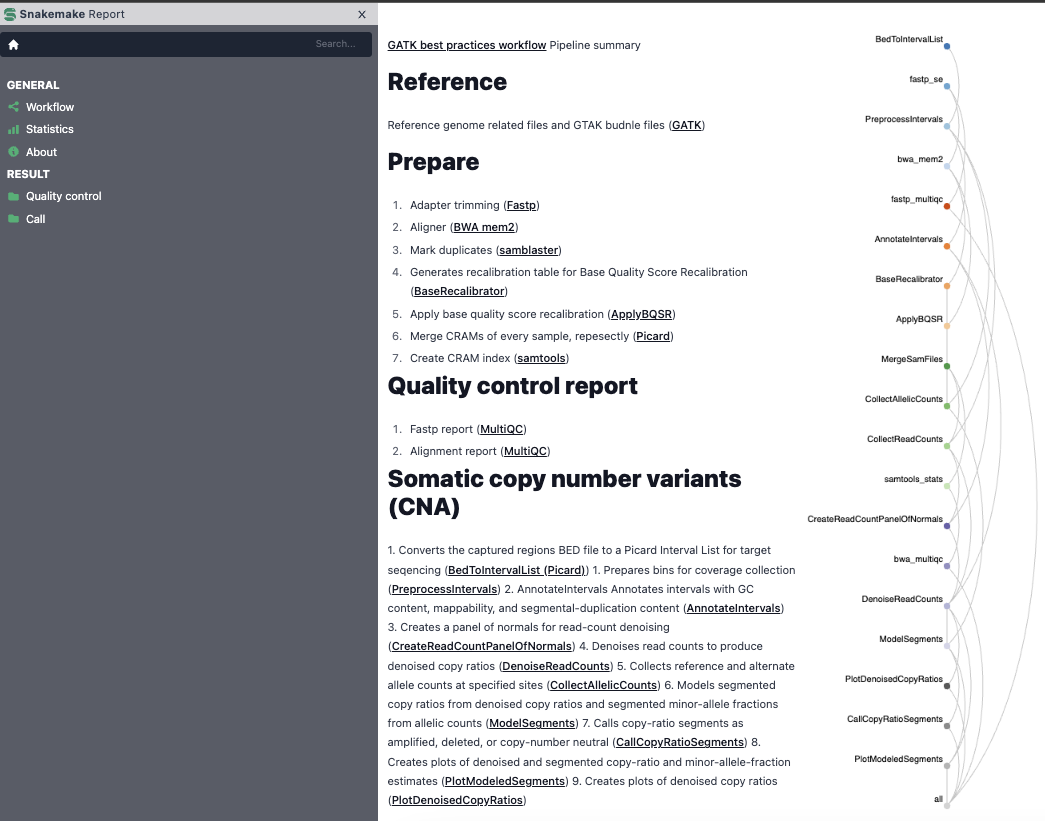 Snakemake Report X
Search...
GENERAL
Workflow
Statistics
About
RESULT
Quality control
Call
GATK best practices workflow Pipeline summary
Reference
Reference genome related files and GTAK budnle files (GATK)
Prepare
1. Adapter trimming (Fastp)
2. Aligner (BWA mem2)
3. Mark duplicates (samblaster)
4. Generates recalibration table for Base Quality Score Recalibration
(BaseRecalibrator)
5. Apply base quality score recalibration (ApplyBQSR)
6. Merge CRAMs of every sample, repesectly (Picard)
7. Create CRAM index (samtools)
Quality control report
1. Fastp report (MultiQC)
2. Alignment report (MultiQC)
Somatic copy number variants
(CNA)
1. Converts the captured regions BED file to a Picard Interval List for target
seqencing (BedToIntervalList (Picard)) 1. Prepares bins for coverage collection
(PreprocessIntervals) 2. AnnotateIntervals Annotates intervals with GC
content, mappability, and segmental-duplication content (AnnotateIntervals)
3. Creates a panel of normals for read-count denoising
(CreateReadCountPanelOfNormals) 4. Denoises read counts to produce
denoised copy ratios (DenoiseReadCounts) 5. Collects reference and alternate
allele counts at specified sites (CollectAllelicCounts) 6. Models segmented
copy ratios from denoised copy ratios and segmented minor-allele fractions
from allelic counts (ModelSegments) 7. Calls copy-ratio segments as
amplified, deleted, or copy-number neutral (CallCopyRatioSegments) 8.
Creates plots of denoised and segmented copy-ratio and minor-allele-fraction
estimates (PlotModeledSegments) 9. Creates plots of denoised copy ratios
(PlotDenoisedCopyRatios)
BedToIntervalList
fastp_se
PreprocessIntervals
bwa_mem2
fastp_multiqc
AnnotateIntervals
BaseRecalibrator
ApplyBQSR
MergeSamFiles
CollectAllelicCounts
CollectReadCounts
samtools_stats
CreateReadCountPanelOfNormals
bwa_multiqc
DenoiseReadCounts
ModelSegments
PlotDenoisedCopyRatios
CallCopyRatioSegments
PlotModeledSegments
all